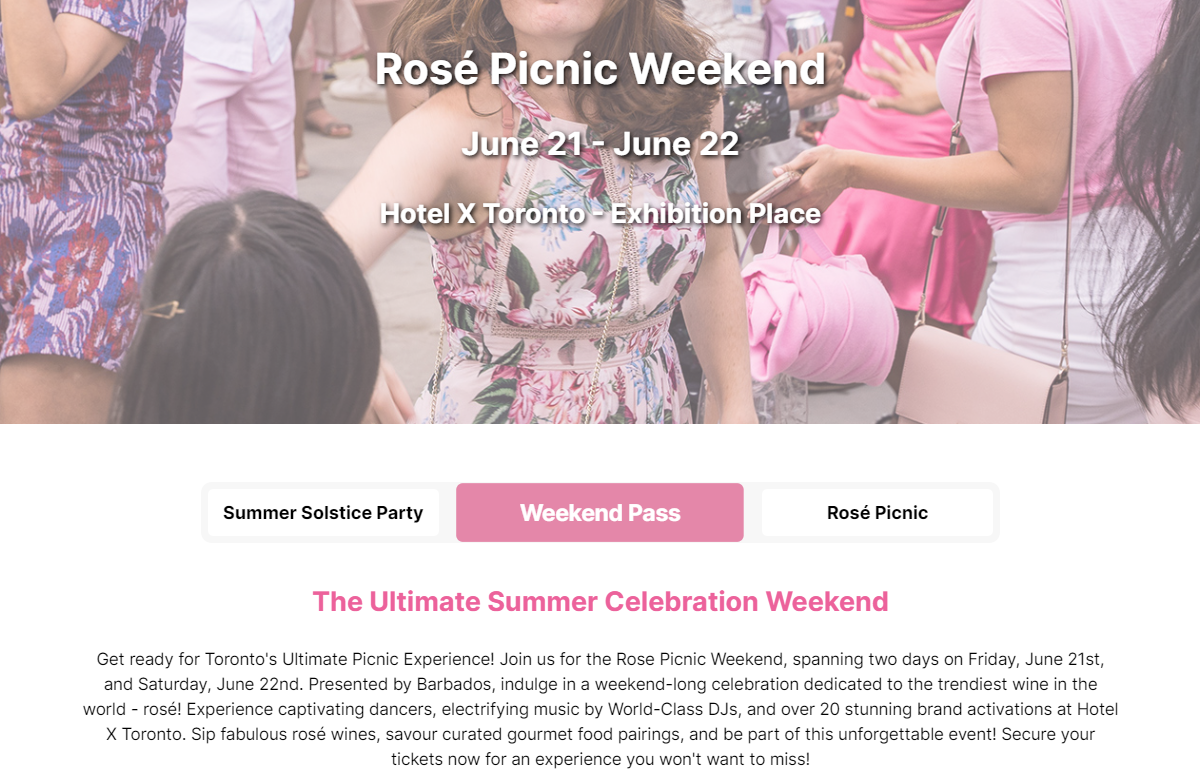 Rosé Picnic Weekend
June 21 - June 22
Hotel X Toronto - Exhibition Place
Summer Solstice Party
Weekend Pass
Rosé Picnic
The Ultimate Summer Celebration Weekend
Get ready for Toronto's Ultimate Picnic Experience! Join us for the Rose Picnic Weekend, spanning two days on Friday, June 21st,
and Saturday, June 22nd. Presented by Barbados, indulge in a weekend-long celebration dedicated to the trendiest wine in the
world - rosé! Experience captivating dancers, electrifying music by World-Class DJs, and over 20 stunning brand activations at Hotel
X Toronto. Sip fabulous rosé wines, savour curated gourmet food pairings, and be part of this unforgettable event! Secure your
tickets now for an experience you won't want to miss!